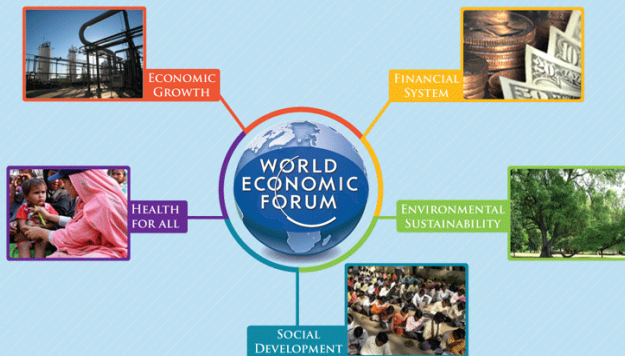 ECONOMIC
GROWTH
FINANCIAL
SYSTEM
WORLD
ECONOMIC
FORUM
HEALTH
FOR ALL
ENVIRONMENTAL
SUSTAINABILITY
SOCIAL
DEVELOPMENT